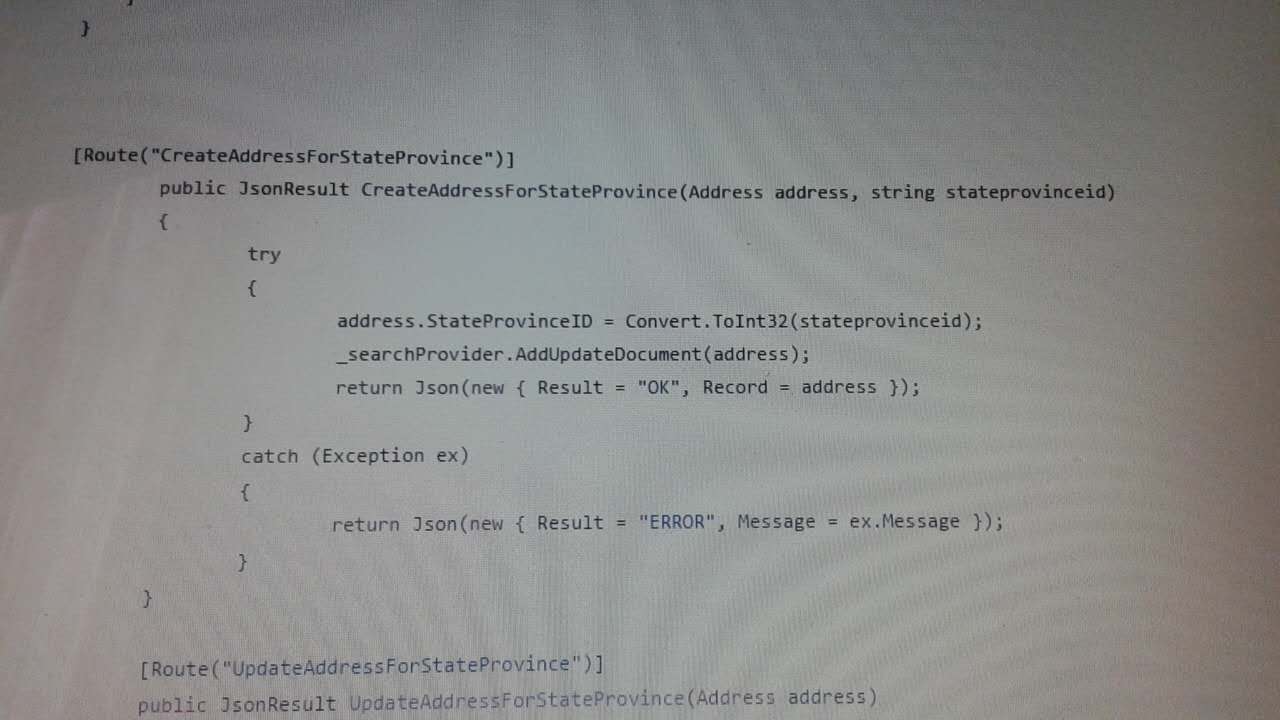 }
[Route("CreateAddressForStateProvince")]
public JsonResult CreateAddressForStateProvince(Address address, string stateprovinceid)
{
try
{
address.StateProvinceID = Convert.ToInt32(stateprovinceid);
_searchProvider.AddUpdateDocument(address);
return Json(new { Result = "OK", Record = address });
}
catch (Exception ex)
{
return Json(new { Result = "ERROR", Message = ex.Message });
}
}
[Route("UpdateAddressForStateProvince")]
public JsonResult UpdateAddressForStateProvince(Address address)